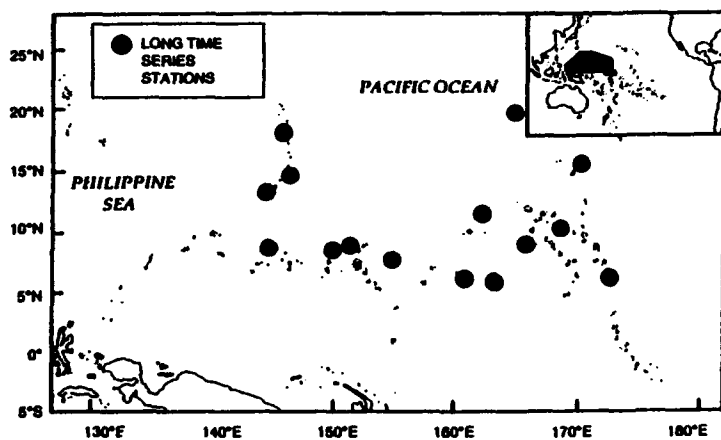 25°N
20°N
15°N
10°N
5°N
0°
5°S
LONG TIME
SERIES
STATIONS
PACIFIC OCEAN
PHILIPPINE
SEA
130°E 140°E 150°E 160°E 170°E 180°E